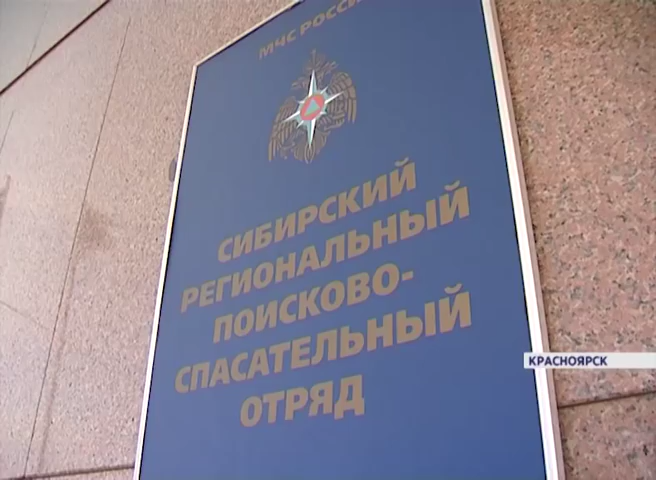 МЧС РОССИИ
СИБИРСКИЙ
РЕГИОНАЛЬНЫЙ
ПОИСКОВО-
СПАСАТЕЛЬНЫЙ
ОТРЯД
КРАСНОЯРСК